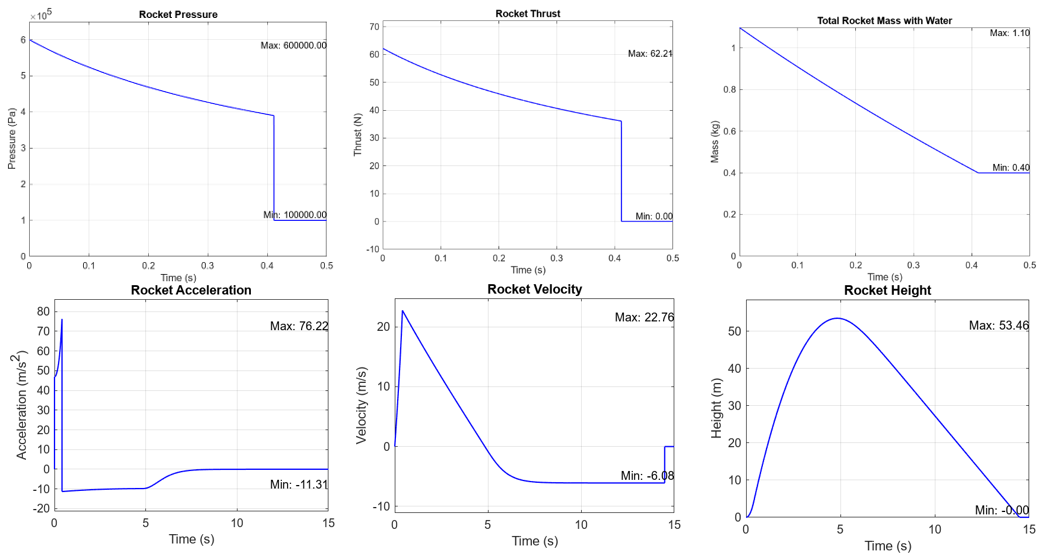 Rocket Pressure
×10⁵
6
5
4
3
2
1
0
0
0.1
0.2
0.3
0.4
0.5
Pressure (Pa)
Time (s)
Max: 600000.00
Min: 100000.00
Rocket Thrust
70
60
50
40
30
20
10
0
-10
0
0.1
0.2
0.3
0.4
0.5
Thrust (N)
Time (s)
Max: 62.21
Min: 0.00
Total Rocket Mass with Water
1
0.8
0.6
0.4
0.2
0
0
0.1
0.2
0.3
0.4
0.5
Mass (kg)
Time (s)
Max: 1.10
Min: 0.40
Rocket Acceleration
80
70
60
50
40
30
20
10
0
-10
-20
0
5
10
15
Acceleration (m/s²)
Time (s)
Max: 76.22
Min: -11.31
Rocket Velocity
20
10
0
-10
0
5
10
15
Velocity (m/s)
Time (s)
Max: 22.76
Min: -6.08
Rocket Height
50
40
30
20
10
0
0
5
10
15
Height (m)
Time (s)
Max: 53.46
Min: -0.00